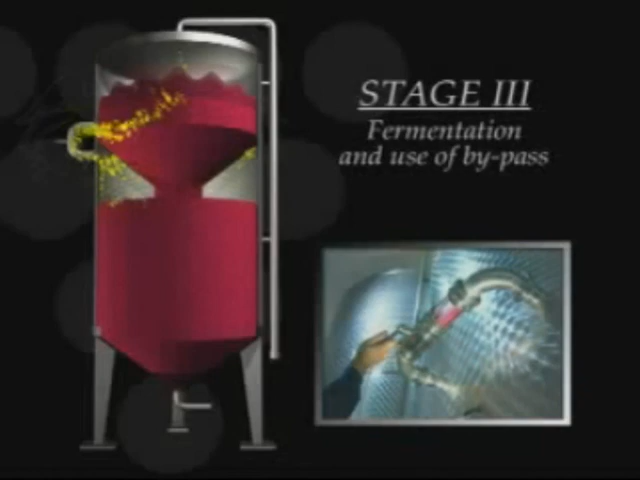 STAGE III
Fermentation
and use of by-pass